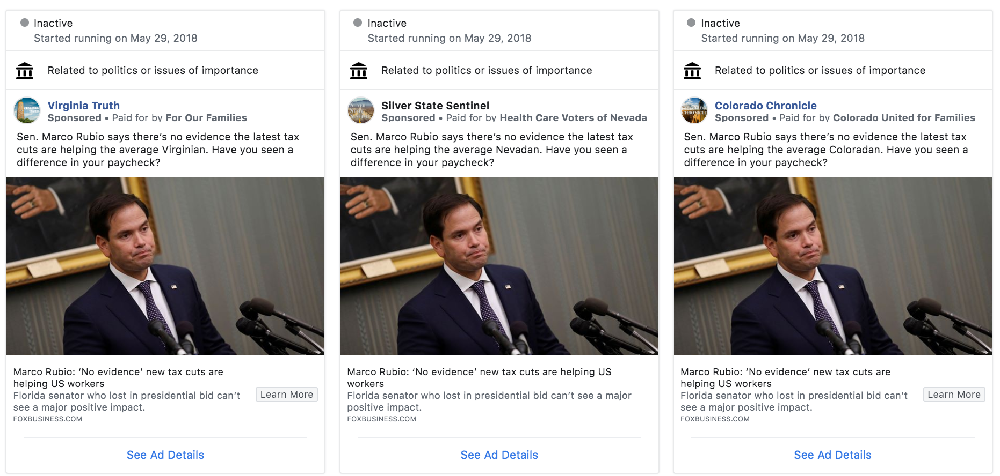 Inactive
Started running on May 29, 2018
Related to politics or issues of importance
VIRGINIA
TRUTH
Virginia Truth
Sponsored • Paid for by For Our Families
Sen. Marco Rubio says there’s no evidence the latest tax
cuts are helping the average Virginian. Have you seen a
difference in your paycheck?
Marco Rubio: ‘No evidence’ new tax cuts are
helping US workers
Florida senator who lost in presidential bid can’t
see a major positive impact.
FOXBUSINESS.COM
Learn More
See Ad Details
Inactive
Started running on May 29, 2018
Related to politics or issues of importance
SILVER
STATE
SENTINEL
Silver State Sentinel
Sponsored • Paid for by Health Care Voters of Nevada
Sen. Marco Rubio says there’s no evidence the latest tax
cuts are helping the average Nevadan. Have you seen a
difference in your paycheck?
Marco Rubio: ‘No evidence’ new tax cuts are helping US
workers
Florida senator who lost in presidential bid can’t see a major
positive impact.
FOXBUSINESS.COM
See Ad Details
Inactive
Started running on May 29, 2018
Related to politics or issues of importance
COLORADO
CHRONICLE
Colorado Chronicle
Sponsored • Paid for by Colorado United for Families
Sen. Marco Rubio says there’s no evidence the latest tax
cuts are helping the average Coloradan. Have you seen a
difference in your paycheck?
Marco Rubio: ‘No evidence’ new tax cuts are
helping US workers
Florida senator who lost in presidential bid can’t
see a major positive impact.
FOXBUSINESS.COM
Learn More
See Ad Details